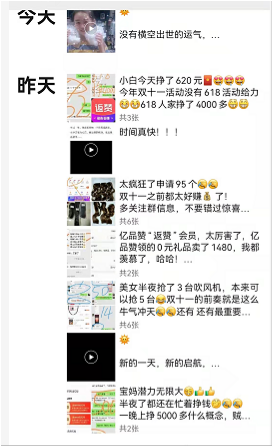 今天
没有横空出世的运气，...
昨天
小白今天挣了 620 元
今年双十一活动没有 618 活动给力
618 人家挣了 4000 多
共3张
返赞
时间真快！！！
太疯狂了申请 95 个
双十一之前都太好赚 了！
多关注群信息，不要错过惊喜...
共6张
亿品赞 “ 返赞 ” 会员，太厉害了，亿
品赞领的 0 元礼品卖了 1480，我都
羡慕了，哈哈！...
共2张
美女半夜抢了 3 台吹风机，本来可
以抢 5 台 双十一的前奏就是这么
牛气冲天 还有 还有最重要...
共6张
新的一天，新的启航，...
宝妈潜力无限大
半夜了都还在忙着挣钱
一晚上挣 5000 多什么概念，贼...
共2张